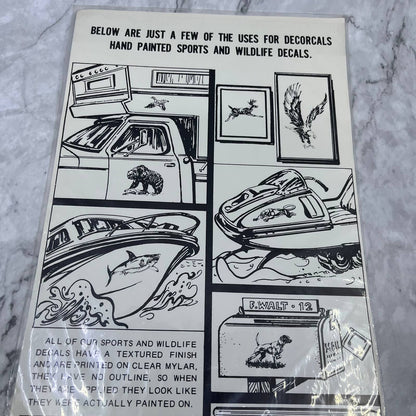 BELOW ARE JUST A FEW OF THE USES FOR DECORCALS
HAND PAINTED SPORTS AND WILDLIFE DECALS.
F. WALT · 12
ALL OF OUR SPORTS AND WILDLIFE
DECALS HAVE A TEXTURED FINISH
AND ARE PRINTED ON CLEAR MYLAR,
THEY HAVE NO OUTLINE, SO WHEN
THEY ARE APPLIED THEY LOOK LIKE
THEY WERE ACTUALLY PAINTED ON.